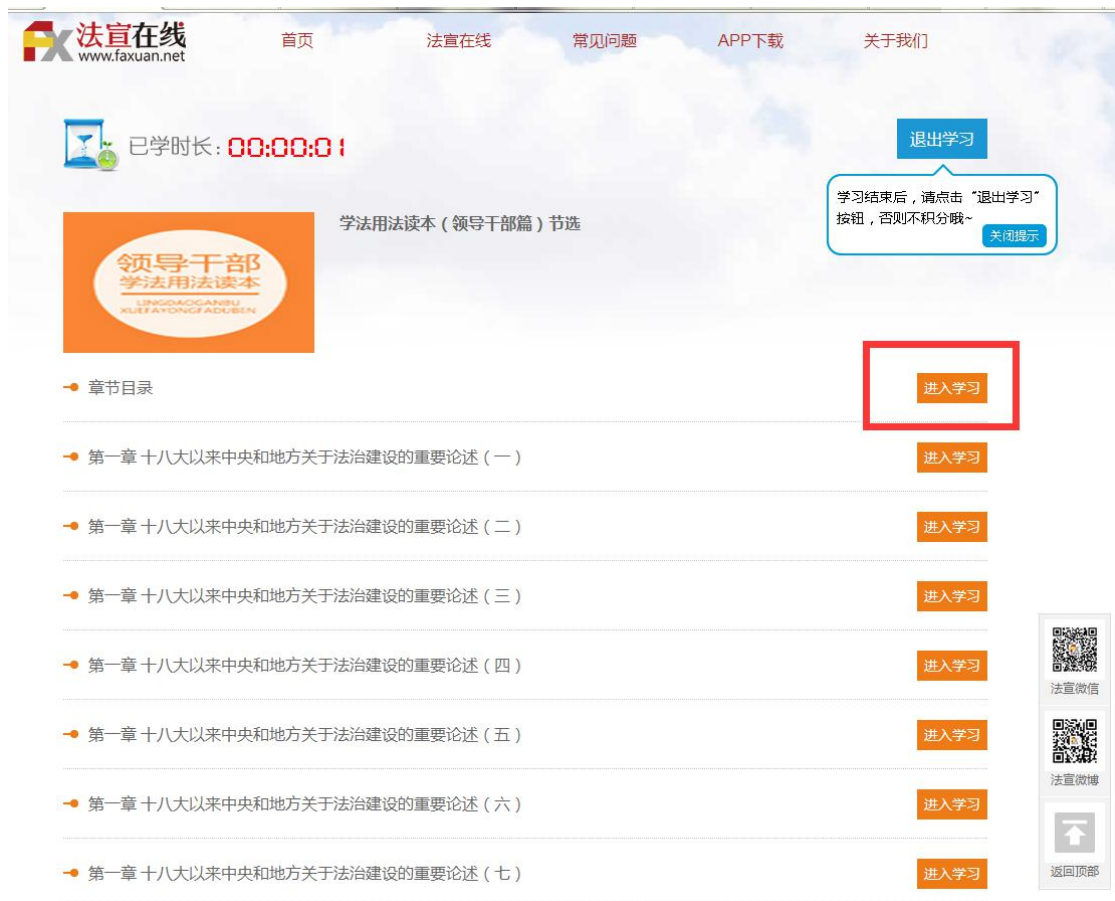 法宣在线
www.faxuan.net
首页
法宣在线
常见问题
APP下载
关于我们
已学时长：00:00:01
退出学习
学习结束后，请点击“退出学习”
按钮，否则不积分哦~
关闭提示
领导干部
学法用法读本
LINGDAOGANBU
XUEFAYONGFADUBEN
学法用法读本（领导干部篇）节选
章节目录
进入学习
第一章 十八大以来中央和地方关于法治建设的重要论述（一）
进入学习
第一章 十八大以来中央和地方关于法治建设的重要论述（二）
进入学习
第一章 十八大以来中央和地方关于法治建设的重要论述（三）
进入学习
第一章 十八大以来中央和地方关于法治建设的重要论述（四）
进入学习
第一章 十八大以来中央和地方关于法治建设的重要论述（五）
进入学习
第一章 十八大以来中央和地方关于法治建设的重要论述（六）
进入学习
第一章 十八大以来中央和地方关于法治建设的重要论述（七）
进入学习
法宣微信
法宣微博
返回顶部